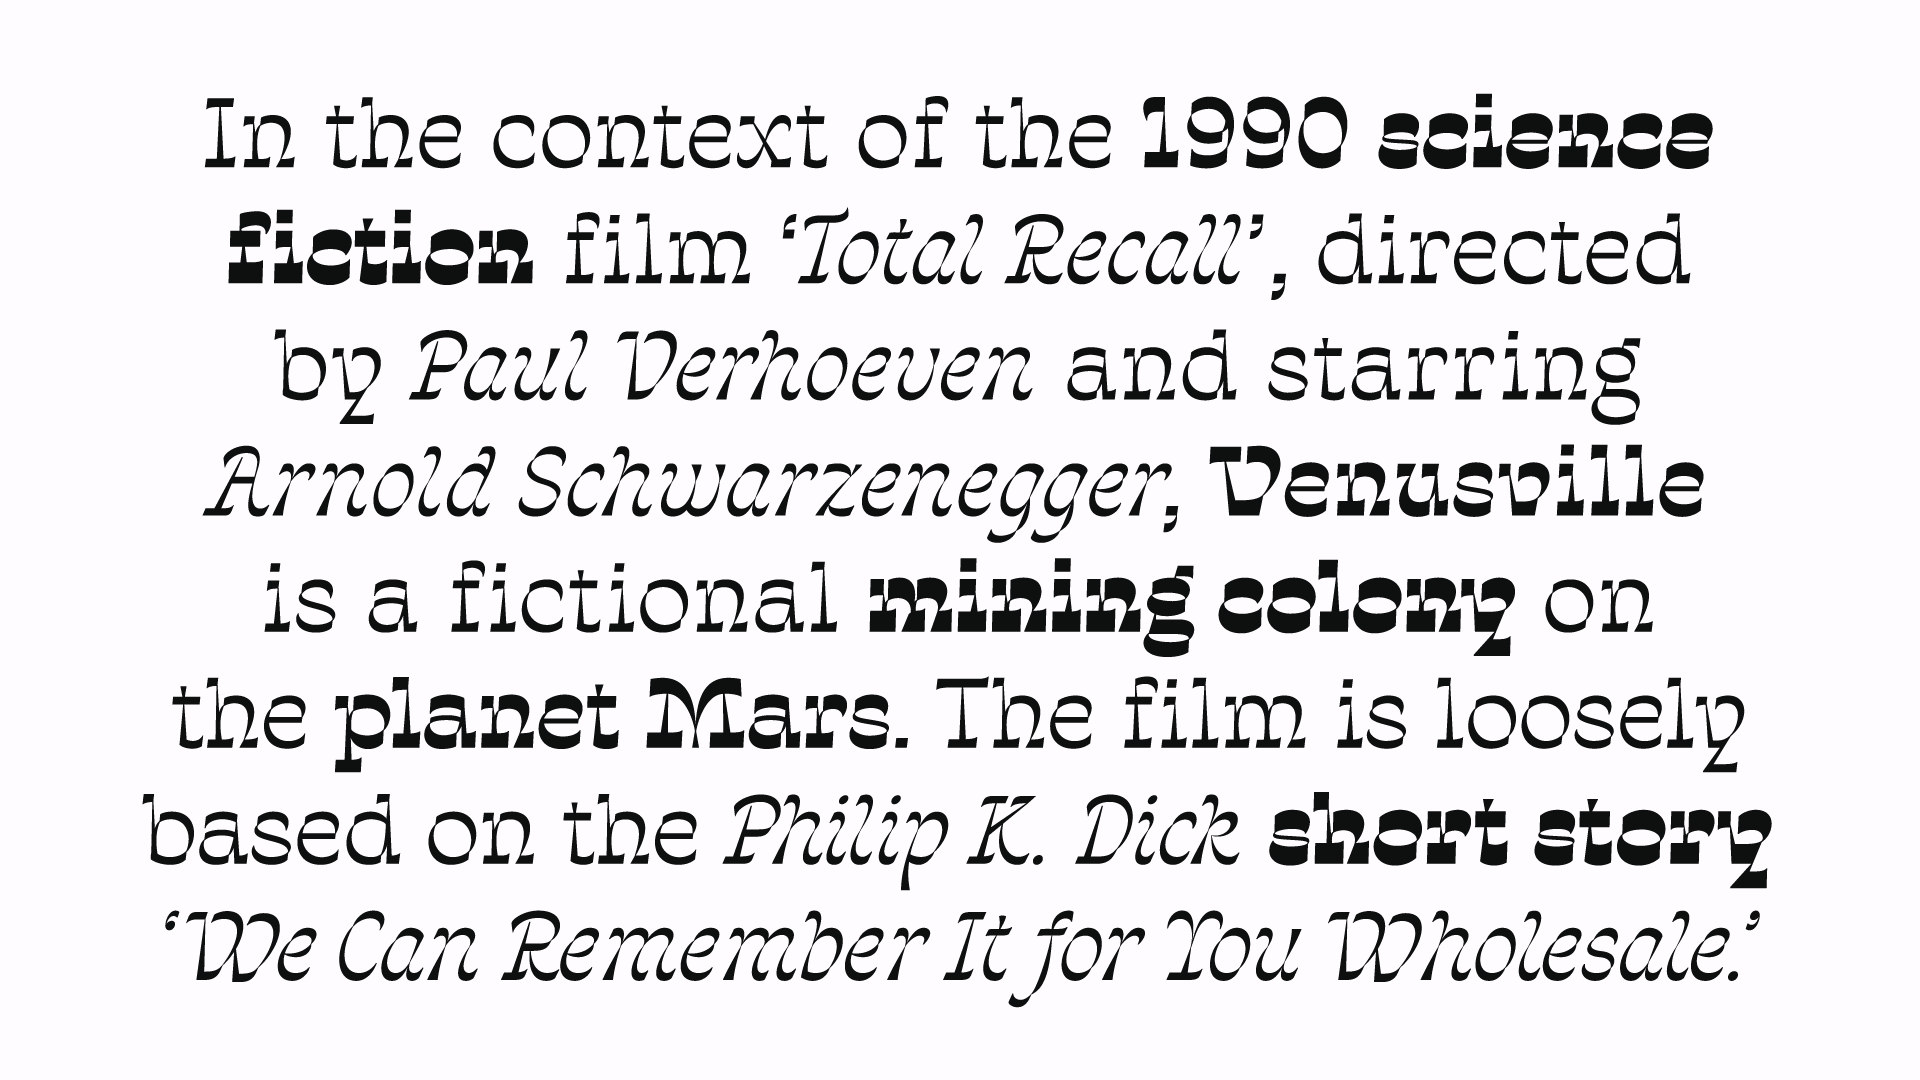 In the context of the 1990 science
fiction film ‘Total Recall’, directed
by Paul Verhoeven and starring
Arnold Schwarzenegger, Venusville
is a fictional mining colony on
the planet Mars. The film is loosely
based on the Philip K. Dick short story
‘We Can Remember It for You Wholesale.’